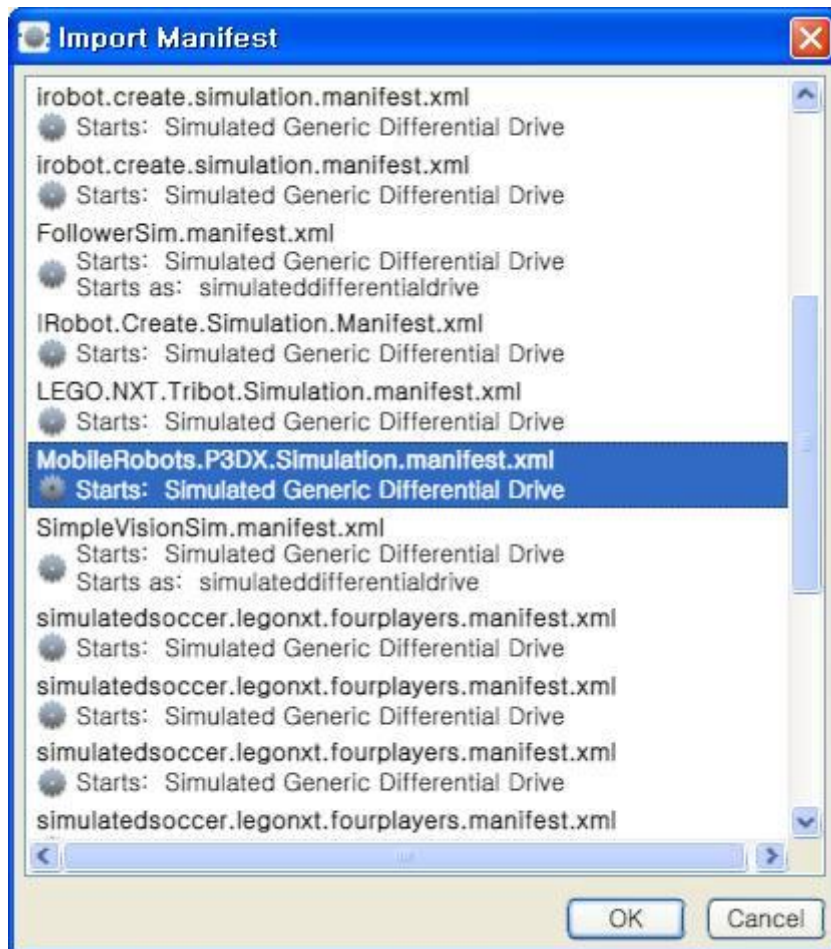 Import Manifest
irobot.create.simulation.manifest.xml
Starts: Simulated Generic Differential Drive
irobot.create.simulation.manifest.xml
Starts: Simulated Generic Differential Drive
FollowerSim.manifest.xml
Starts: Simulated Generic Differential Drive
Starts as: simulateddifferentialdrive
IRobot.Create.Simulation.Manifest.xml
Starts: Simulated Generic Differential Drive
LEGO.NXT.Tribot.Simulation.manifest.xml
Starts: Simulated Generic Differential Drive
MobileRobots.P3DX.Simulation.manifest.xml
Starts: Simulated Generic Differential Drive
SimpleVisionSim.manifest.xml
Starts: Simulated Generic Differential Drive
Starts as: simulateddifferentialdrive
simulatedsoccer.legonxt.fourplayers.manifest.xml
Starts: Simulated Generic Differential Drive
simulatedsoccer.legonxt.fourplayers.manifest.xml
Starts: Simulated Generic Differential Drive
simulatedsoccer.legonxt.fourplayers.manifest.xml
Starts: Simulated Generic Differential Drive
simulatedsoccer.legonxt.fourplayers.manifest.xml
OK Cancel